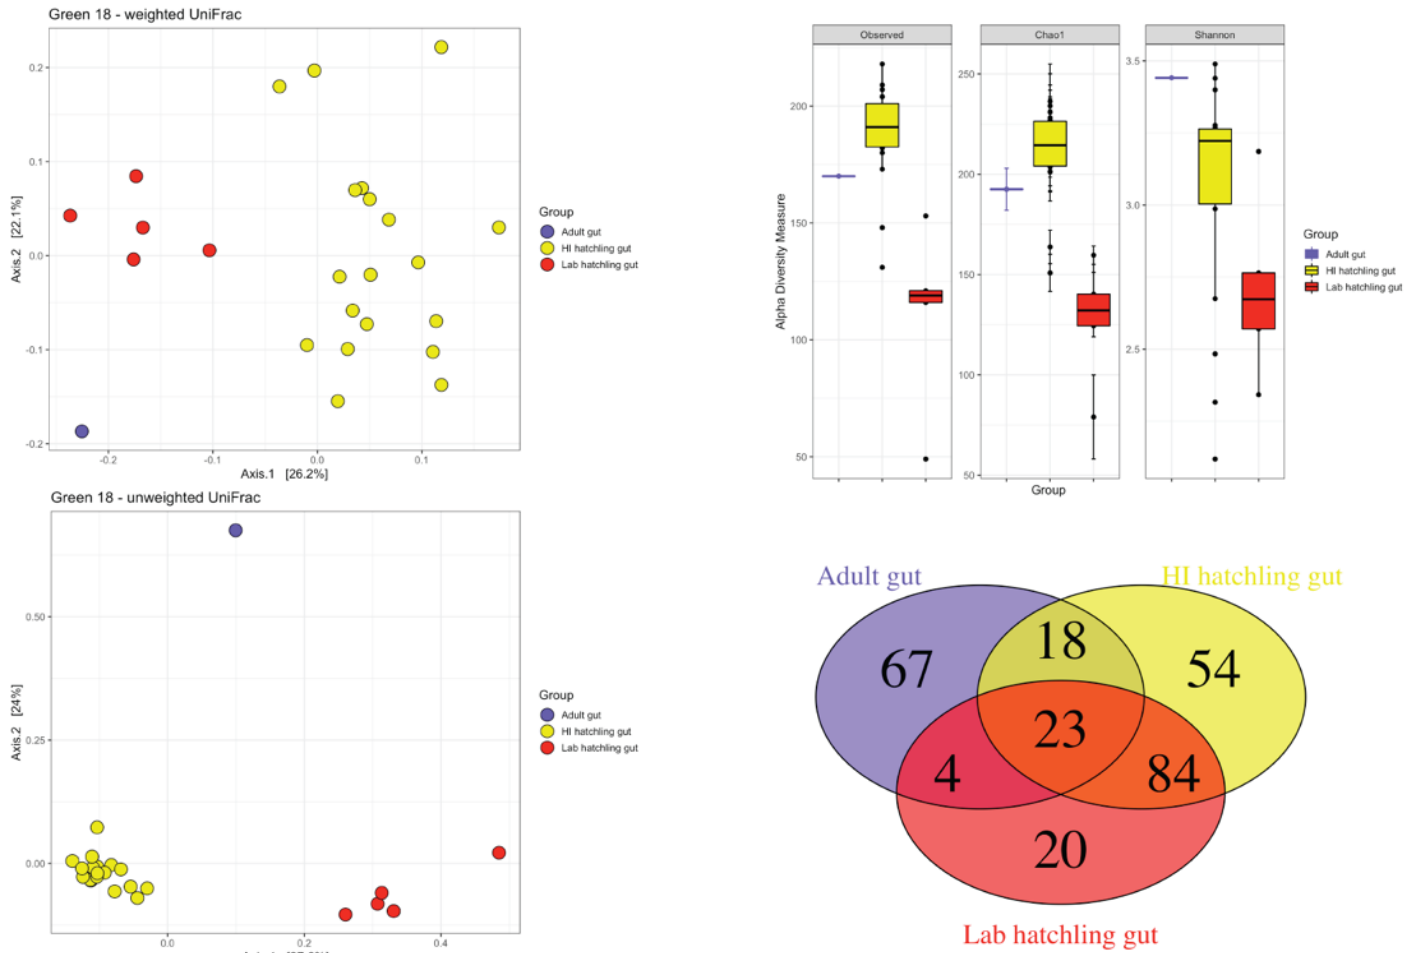 Green 18 - weighted UniFrac
0.2
0.1
0.0
-0.1
-0.2
Axis.2 [22.1%]
-0.2 -0.1 0.0 0.1
Axis.1 [26.2%]
Group
Adult gut
HI hatchling gut
Lab hatchling gut
Green 18 - unweighted UniFrac
0.50
0.25
0.00
Axis.2 [24%]
0.0 0.2 0.4
Group
Adult gut
HI hatchling gut
Lab hatchling gut
Observed Chao1 Shannon
Alpha Diversity Measure
200
150
100
50
250
200
150
100
50
3.5
3.0
2.5
Group
Group
Adult gut
HI hatchling gut
Lab hatchling gut
Adult gut HI hatchling gut
18
67 54
23
4 84
20
Lab hatchling gut